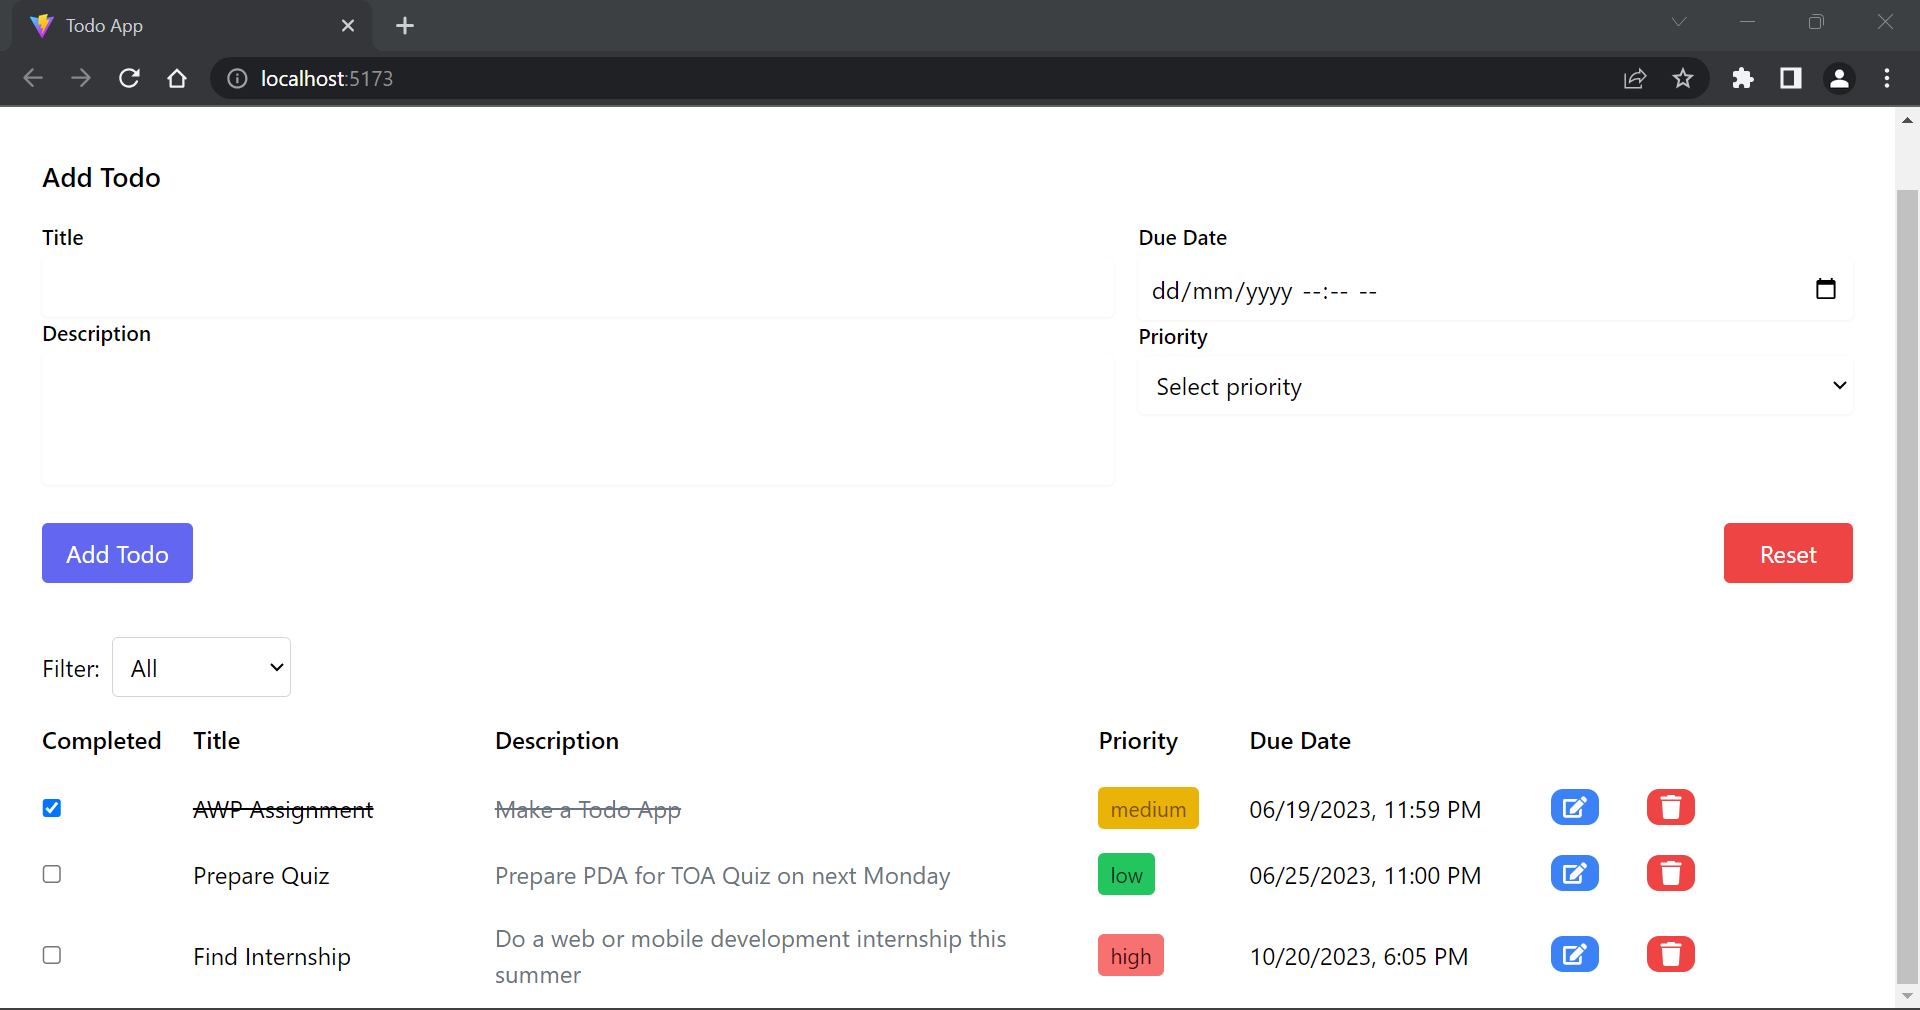 Todo App
localhost:5173
Add Todo
Title
Due Date
dd/mm/yyyy --:-- --
Description
Priority
Select priority
Add Todo
Reset
Filter: All
Completed Title Description Priority Due Date
AWP Assignment Make a Todo App medium 06/19/2023, 11:59 PM
Prepare Quiz Prepare PDA for TOA Quiz on next Monday low 06/25/2023, 11:00 PM
Find Internship Do a web or mobile development internship this high 10/20/2023, 6:05 PM
summer